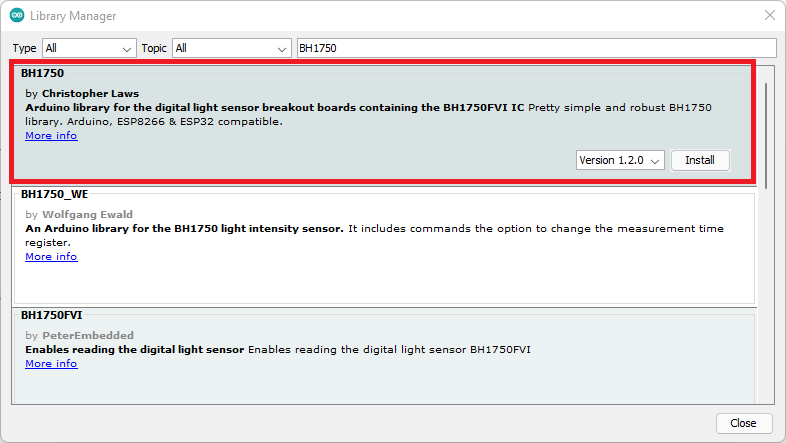 Library Manager
Type All Topic All BH1750
BH1750
by Christopher Laws
Arduino library for the digital light sensor breakout boards containing the BH1750FVI IC Pretty simple and robust BH1750
library. Arduino, ESP8266 & ESP32 compatible.
More info
Version 1.2.0 Install
BH1750_WE
by Wolfgang Ewald
An Arduino library for the BH1750 light intensity sensor. It includes commands the option to change the measurement time
register.
More info
BH1750FVI
by PeterEmbedded
Enables reading the digital light sensor Enables reading the digital light sensor BH1750FVI
More info
Close